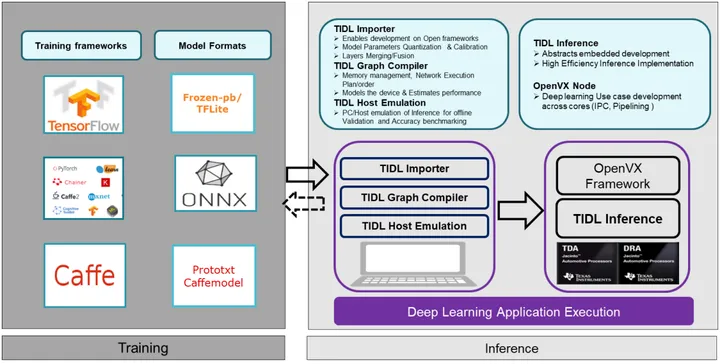 Training frameworks
Model Formats
TensorFlow
Frozen-pb/
TFLite
PyTorch
Chainer
Caffe2
mxnet
ONNX
Caffe
Prototxt
Caffemodel
Training
TIDL Importer
➢ Enables development on Open frameworks
➢ Model Parameters Quantization & Calibration
➢ Layers Merging/Fusion
TIDL Graph Compiler
➢ Memory management, Network Execution
Plan/order
➢ Models the device & Estimates performance
TIDL Host Emulation
➢ PC/Host emulation of Inference for offline
Validation and Accuracy benchmarking
TIDL Inference
➢ Abstracts embedded development
➢ High Efficiency Inference Implementation
OpenVX Node
➢ Deep learning Use case development
across cores (IPC, Pipelining )
TIDL Importer
TIDL Graph Compiler
TIDL Host Emulation
OpenVX
Framework
TIDL Inference
TDA
Jacinto™
Automotive Processors
TEXAS
INSTRUMENTS
DRA
Jacinto™
Automotive Processors
TEXAS
INSTRUMENTS
Deep Learning Application Execution
Inference